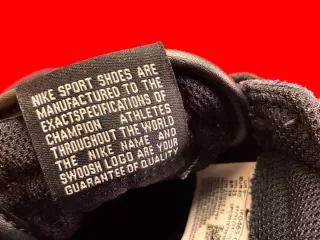 NIKE SPORT SHOES ARE
MANUFACTURED TO THE
EXACTSPECIFICATIONS OF
CHAMPION ATHLETES
THROUGHOUT THE WORLD
THE NIKE NAME AND
SWOOSH LOGO ARE YOUR
GUARANTEE OF QUALITY